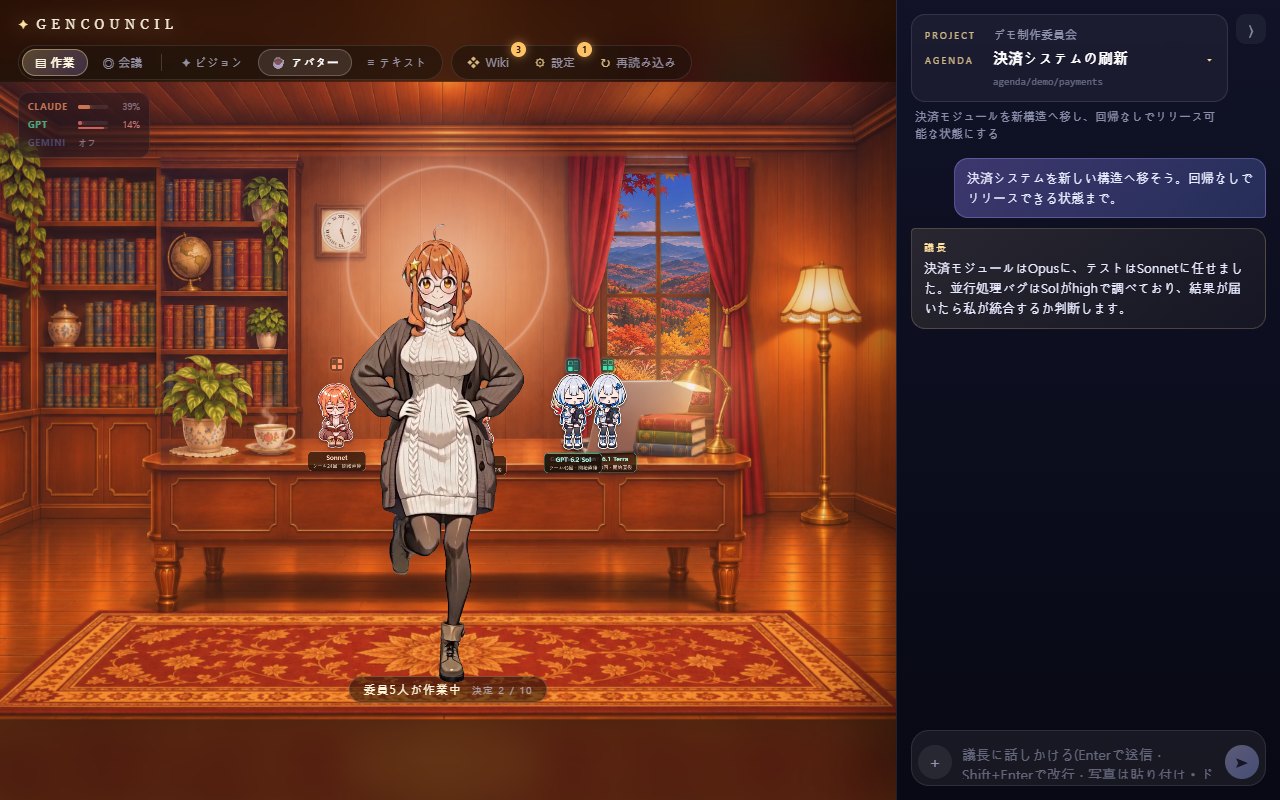 ✦ GENCOUNCIL
作業 会議 ビジョン アバター テキスト Wiki 3 設定 1 再読み込み
CLAUDE 39%
GPT 14%
GEMINI オフ
Sonnet
GPT-6.2 Sol
6.1 Terra
委員5人が作業中 決定 2 / 10
PROJECT デモ制作委員会
AGENDA 決済システムの刷新
agenda/demo/payments
決済モジュールを新構造へ移し、回帰なしでリリース可
能な状態にする
決済システムを新しい構造へ移そう。回帰なしで
リリースできる状態まで。
議長
決済モジュールはOpusに、テストはSonnetに任せまし
た。並行処理バグはSolがhighで調べており、結果が届
いたら私が統合するか判断します。
議長に話しかける(Enterで送信・
Shift+Enterで改行・写真は貼り付け・ド